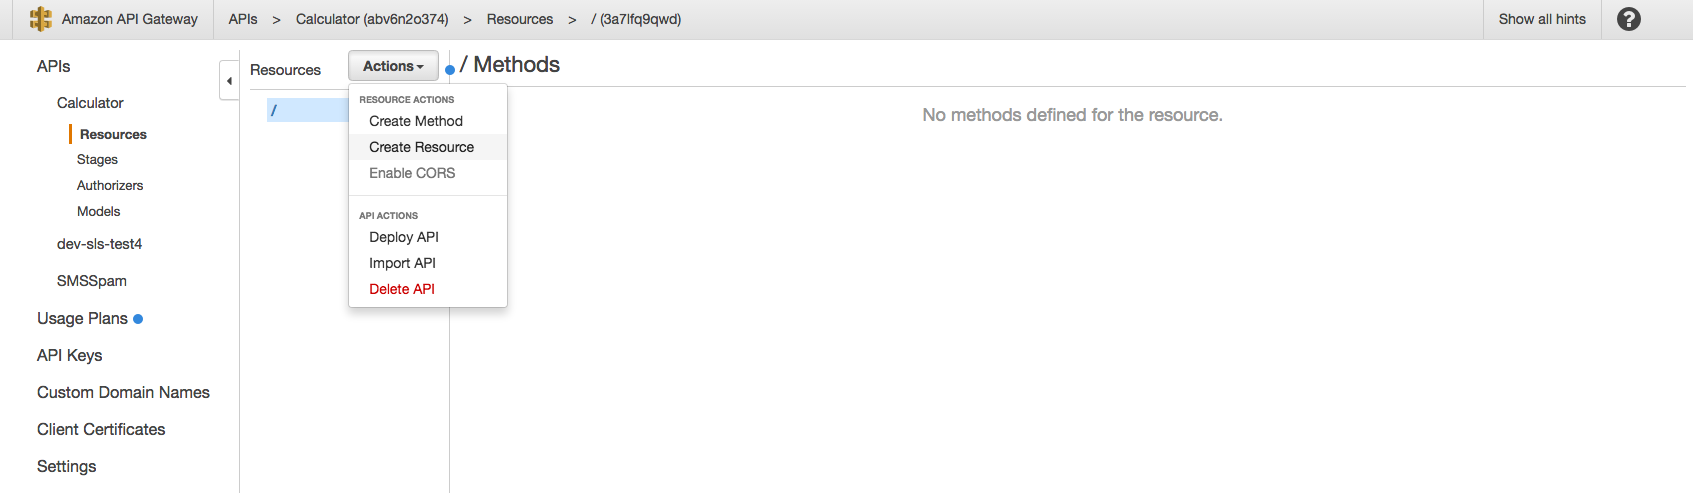 Amazon API Gateway APIs > Calculator (abv6n2o374) > Resources > / (3a7lfq9qwd) Show all hints ?
APIs
Calculator
Resources
Stages
Authorizers
Models
dev-sls-test4
SMSSpam
Usage Plans
API Keys
Custom Domain Names
Client Certificates
Settings
Resources
Actions
/
RESOURCE ACTIONS
Create Method
Create Resource
Enable CORS
API ACTIONS
Deploy API
Import API
Delete API
/ Methods
No methods defined for the resource.